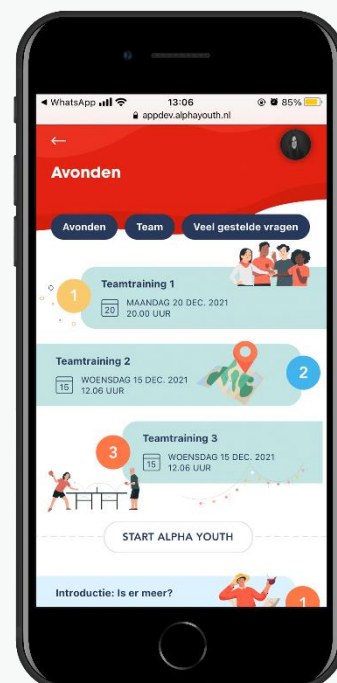 WhatsApp 13:06 85%
appdev.alphayouth.nl
Avonden
Avonden Team Veel gestelde vragen
1
Teamtraining 1
20 MAANDAG 20 DEC. 2021
20.00 UUR
Teamtraining 2
15 WOENSDAG 15 DEC. 2021
12.06 UUR
2
3
Teamtraining 3
15 WOENSDAG 15 DEC. 2021
12.06 UUR
START ALPHA YOUTH
Introductie: Is er meer?
1